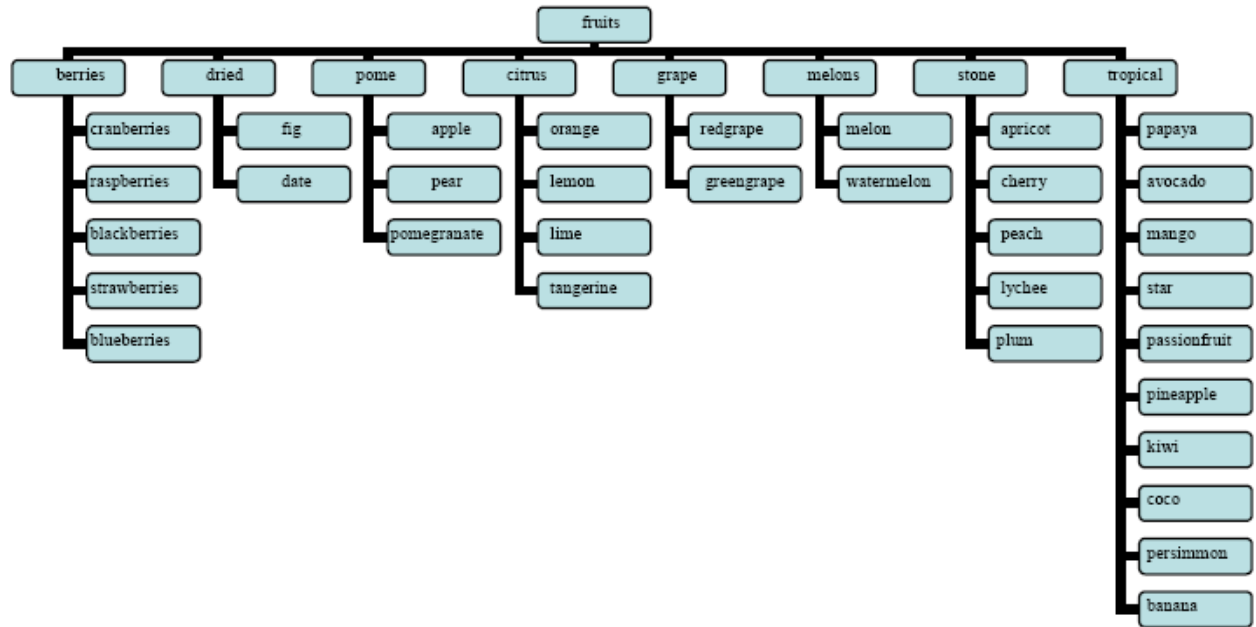 fruits
berries
dried
pome
citrus
grape
melons
stone
tropical
cranberries
raspberries
blackberries
strawberries
blueberries
fig
date
apple
pear
pomegranate
orange
lemon
lime
tangerine
redgrape
greengrape
melon
watermelon
apricot
cherry
peach
lychee
plum
papaya
avocado
mango
star
passionfruit
pineapple
kiwi
coco
persimmon
banana